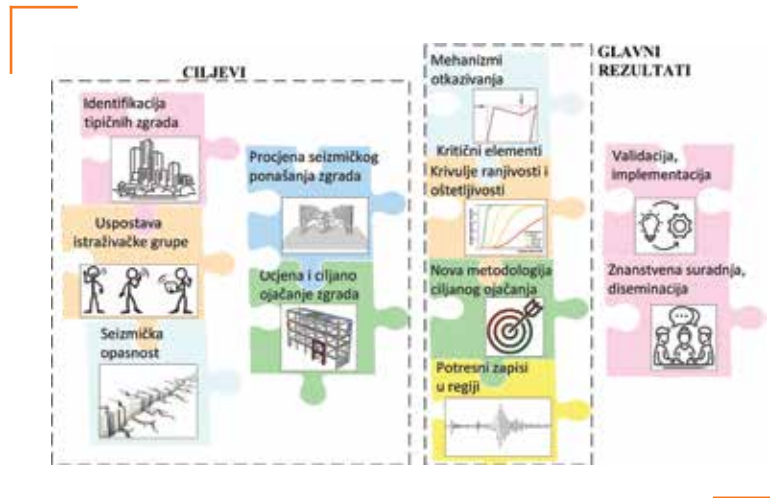 CILJEVI
Identifikacija
tipičnih zgrada
Uspostava
istraživačke grupe
Seizmička
opasnost
Procjena seizmičkog
ponašanja zgrada
Ocjena i ciljano
ojačanje zgrada
Mehanizmi
otkazivanja
Kritični elementi
Krivulje ranjivosti i
oštetljivosti
Nova metodologija
ciljanog ojačanja
Potresni zapisi
u regiji
GLAVNI
REZULTATI
Validacija,
implementacija
Znanstvena suradnja,
diseminacija